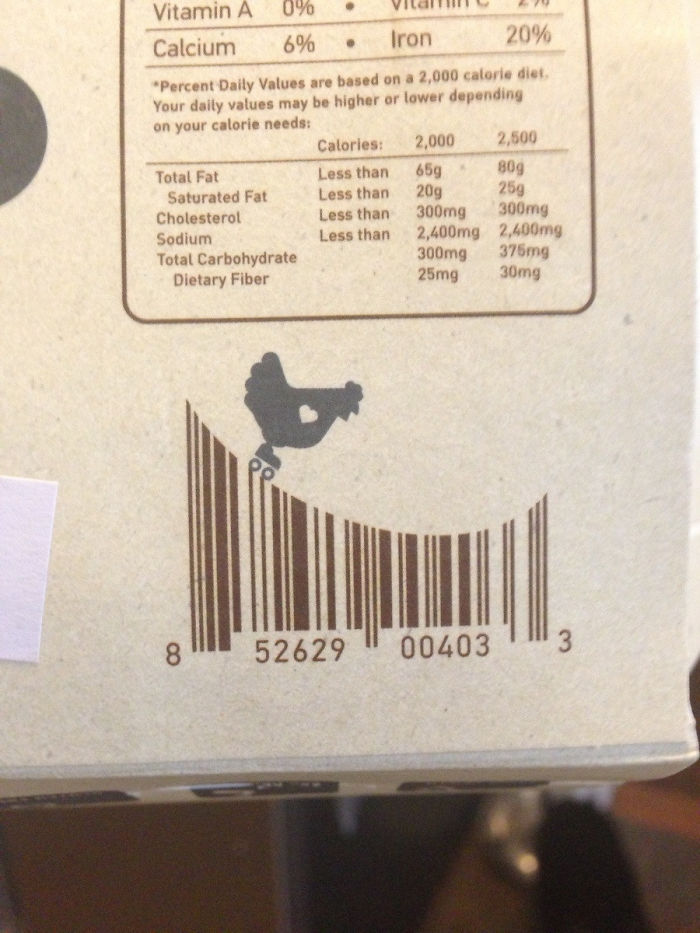 Vitamin A 0% • Vitamin C 2%
Calcium 6% • Iron 20%
*Percent Daily Values are based on a 2,000 calorie diet.
Your daily values may be higher or lower depending
on your calorie needs:
Calories: 2,000 2,500
Total Fat Less than 65g 80g
Saturated Fat Less than 20g 25g
Cholesterol Less than 300mg 300mg
Sodium Less than 2,400mg 2,400mg
Total Carbohydrate 300mg 375mg
Dietary Fiber 25mg 30mg
8 52629 00403 3